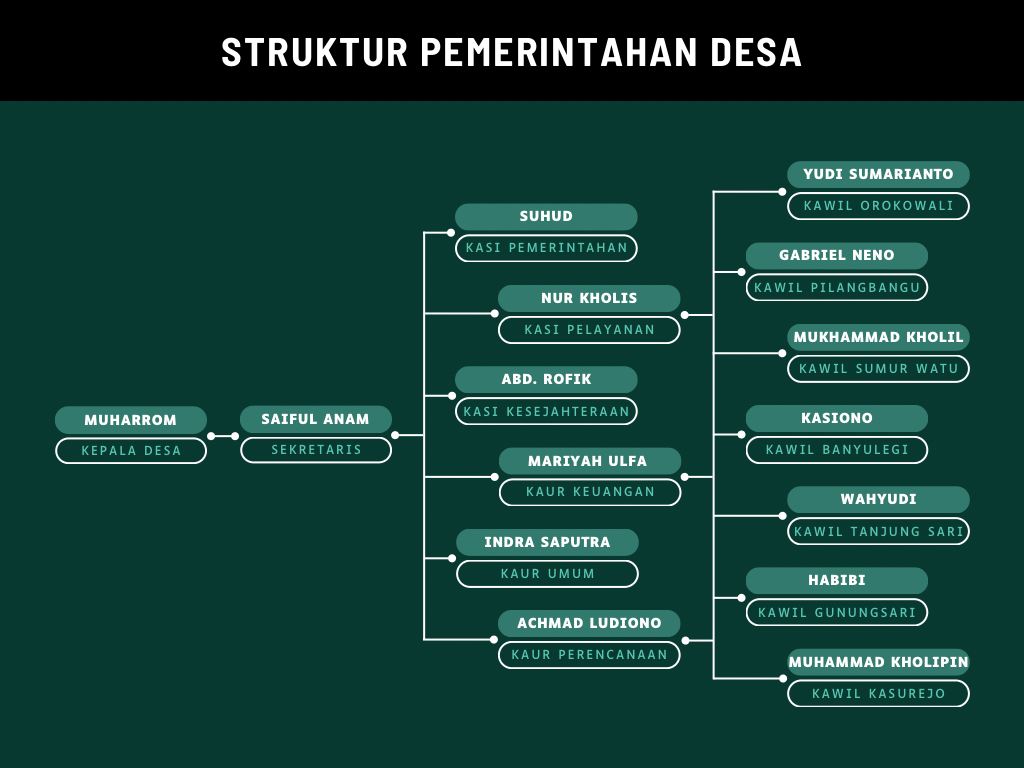 STRUKTUR PEMERINTAHAN DESA
MUHARROM
KEPALA DESA
SAIFUL ANAM
SEKRETARIS
SUHUD
KASI PEMERINTAHAN
NUR KHOLIS
KASI PELAYANAN
ABD. ROFIK
KASI KESEJAHTERAAN
MARIYAH ULFA
KAUR KEUANGAN
INDRA SAPUTRA
KAUR UMUM
ACHMAD LUDIONO
KAUR PERENCANAAN
YUDI SUMARIANTO
KAWIL OROKOWALI
GABRIEL NENO
KAWIL PILANGBANGU
MUKHAMMAD KHOLIL
KAWIL SUMUR WATU
KASIONO
KAWIL BANYULEGI
WAHYUDI
KAWIL TANJUNG SARI
HABIBI
KAWIL GUNUNGSARI
MUHAMMAD KHOLIPIN
KAWIL KASUREJO